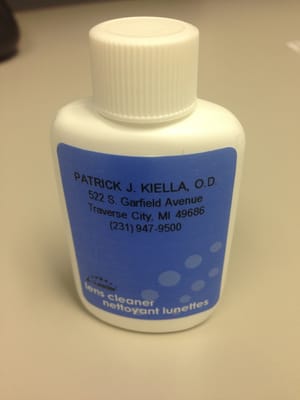 PATRICK J. KIELLA, O.D.
522 S. Garfield Avenue
Traverse City, MI 49686
(231) 947-9500
lens cleaner
nettoyant lunettes